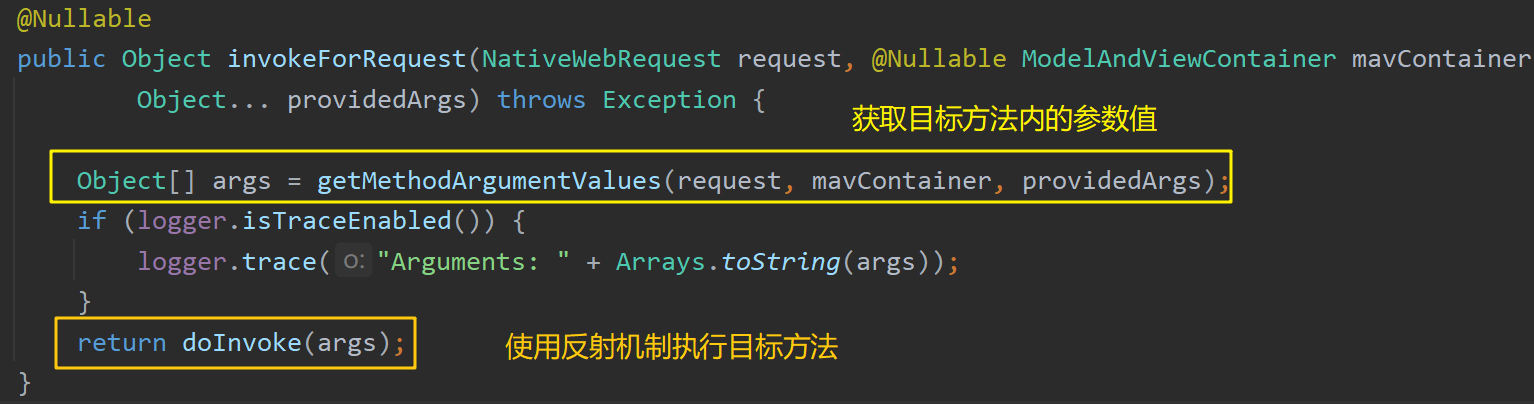 @Nullable
public Object invokeForRequest(NativeWebRequest request, @Nullable ModelAndViewContainer mavContainer
Object... providedArgs) throws Exception {
获取目标方法内的参数值
Object[] args = getMethodArgumentValues(request, mavContainer, providedArgs);
if (logger.isTraceEnabled()) {
logger.trace( o: "Arguments: " + Arrays.toString(args));
}
return doInvoke(args);
使用反射机制执行目标方法
}